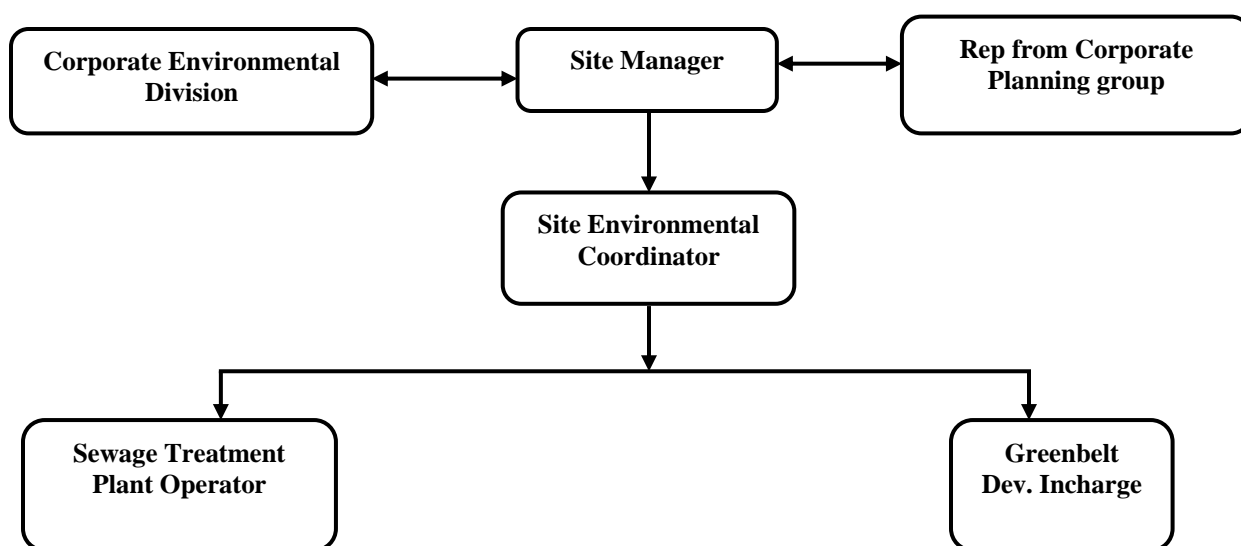 Corporate Environmental
Division
Site Manager
Rep from Corporate
Planning group
Site Environmental
Coordinator
Sewage Treatment
Plant Operator
Greenbelt
Dev. Incharge